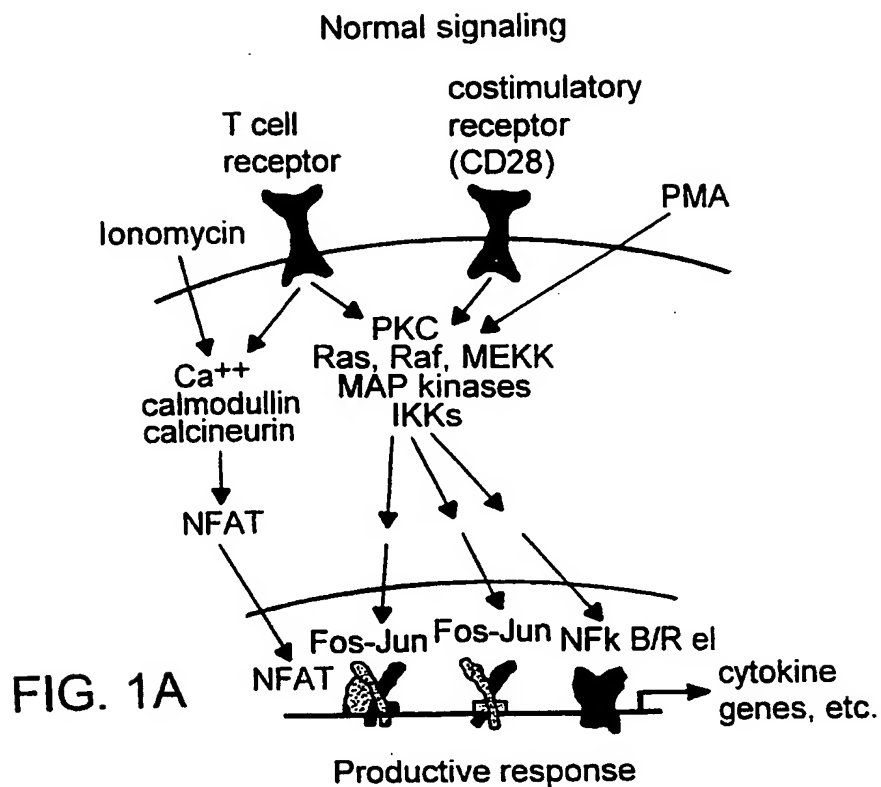 Normal signaling
T cell
receptor
costimulatory
receptor
(CD28)
PMA
Ionomycin
PKC
Ras, Raf, MEKK
MAP kinases
IKKs
Ca++
calmodullin
calcineurin
NFAT
Fos-Jun
Fos-Jun
NFk B/R el
NFAT
cytokine
genes, etc.
FIG. 1A
Productive response